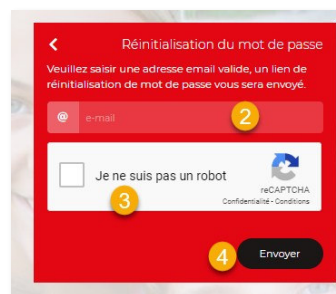 Réinitialisation du mot de passe
Veuillez saisir une adresse email valide, un lien de
réinitialisation de mot de passe vous sera envoyé.
@ e-mail 2
Je ne suis pas un robot
3
reCAPTCHA
Confidentialité - Conditions
4 Envoyer